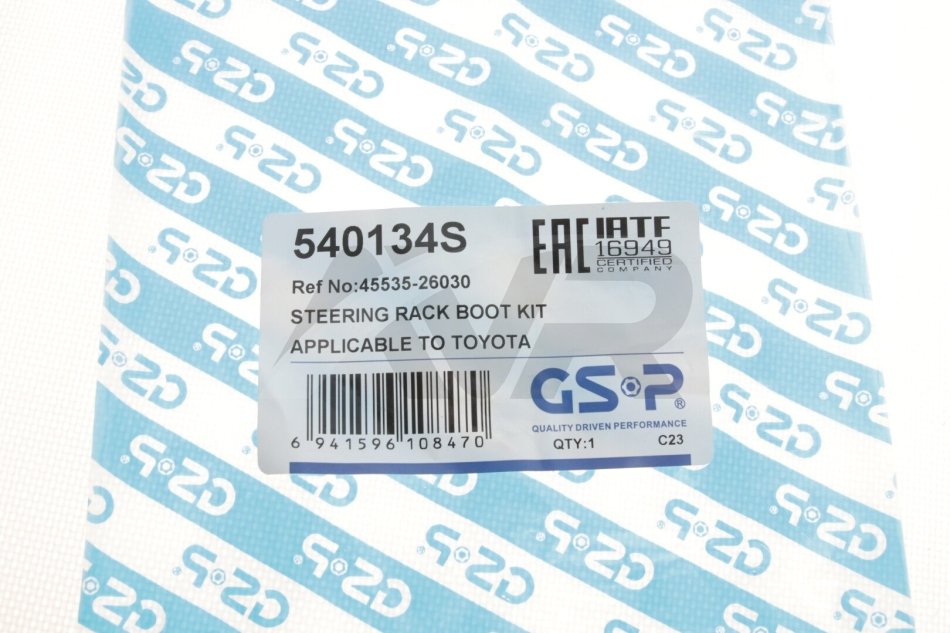 540134S
Ref No:45535-26030
STEERING RACK BOOT KIT
APPLICABLE TO TOYOTA
6 941596 108470
EAC
IATF
16949
CERTIFIED
COMPANY
GSP®
QUALITY DRIVEN PERFORMANCE
QTY:1 C23